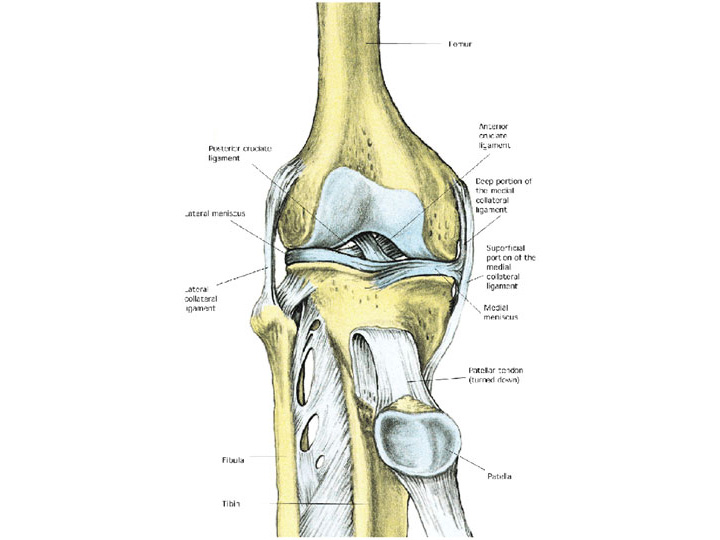 Femur
Anterior
cruciate
ligament
Posterior cruciate
ligament
Deep portion of
the medial
collateral
ligament
Lateral meniscus
Superficial
portion of the
medial
collateral
ligament
Lateral
collateral
ligament
Medial
meniscus
Patellar tendon
(turned down)
Fibula
Patella
Tibia